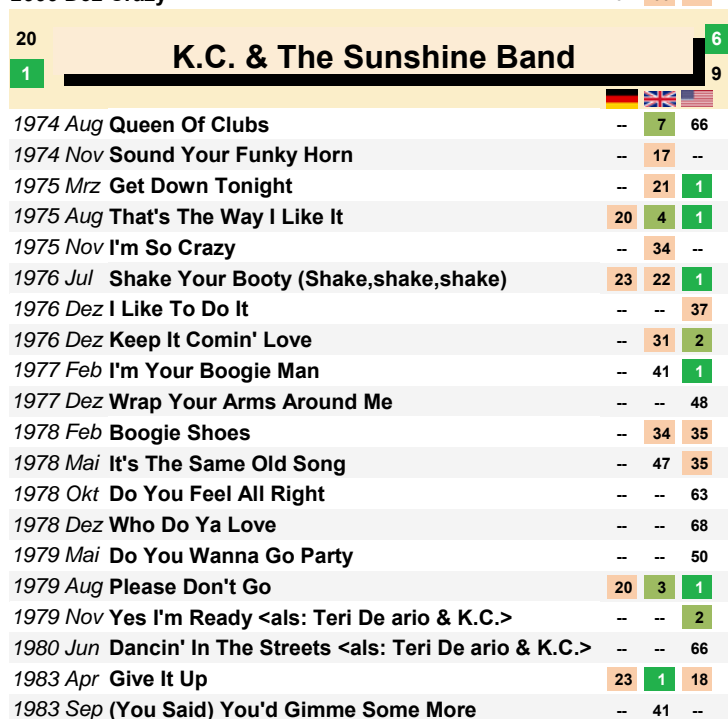 20
K.C. & The Sunshine Band
6
1
9
1974 Aug Queen Of Clubs -- 7 66
1974 Nov Sound Your Funky Horn -- 17 --
1975 Mrz Get Down Tonight -- 21 1
1975 Aug That's The Way I Like It 20 4 1
1975 Nov I'm So Crazy -- 34 --
1976 Jul Shake Your Booty (Shake,shake,shake) 23 22 1
1976 Dez I Like To Do It -- -- 37
1976 Dez Keep It Comin' Love -- 31 2
1977 Feb I'm Your Boogie Man -- 41 1
1977 Dez Wrap Your Arms Around Me -- -- 48
1978 Feb Boogie Shoes -- 34 35
1978 Mai It's The Same Old Song -- 47 35
1978 Okt Do You Feel All Right -- -- 63
1978 Dez Who Do Ya Love -- -- 68
1979 Mai Do You Wanna Go Party -- -- 50
1979 Aug Please Don't Go 20 3 1
1979 Nov Yes I'm Ready <als: Teri De ario & K.C.> -- -- 2
1980 Jun Dancin' In The Streets <als: Teri De ario & K.C.> -- -- 66
1983 Apr Give It Up 23 1 18
1983 Sep (You Said) You'd Gimme Some More -- 41 --